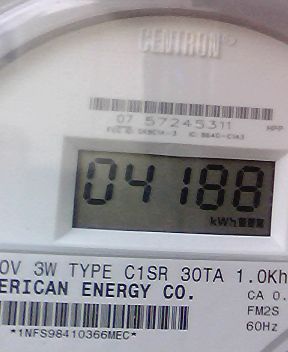 CENTRON®
07 57245311
04188
kWh
0V 3W TYPE C1SR 30TA 1.0Kh
ERICAN ENERGY CO.
CA 0.
FM2S
*1NFS98410366MEC*
60Hz